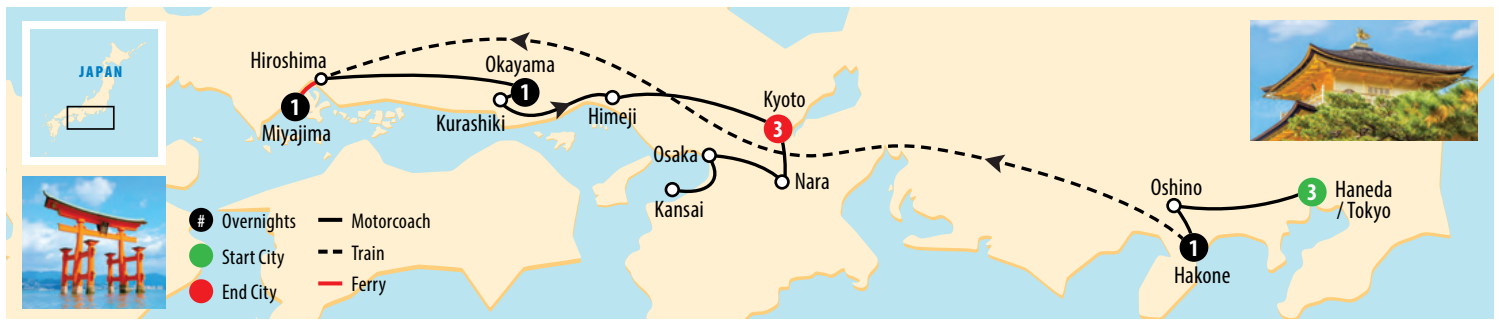 JAPAN
Hiroshima
1
Miyajima
Okayama
1
Kurashiki
Himeji
Kyoto
3
Osaka
Nara
Kansai
Oshino
3
Haneda
/ Tokyo
1
Hakone
# Overnights
Start City
End City
Motorcoach
Train
Ferry